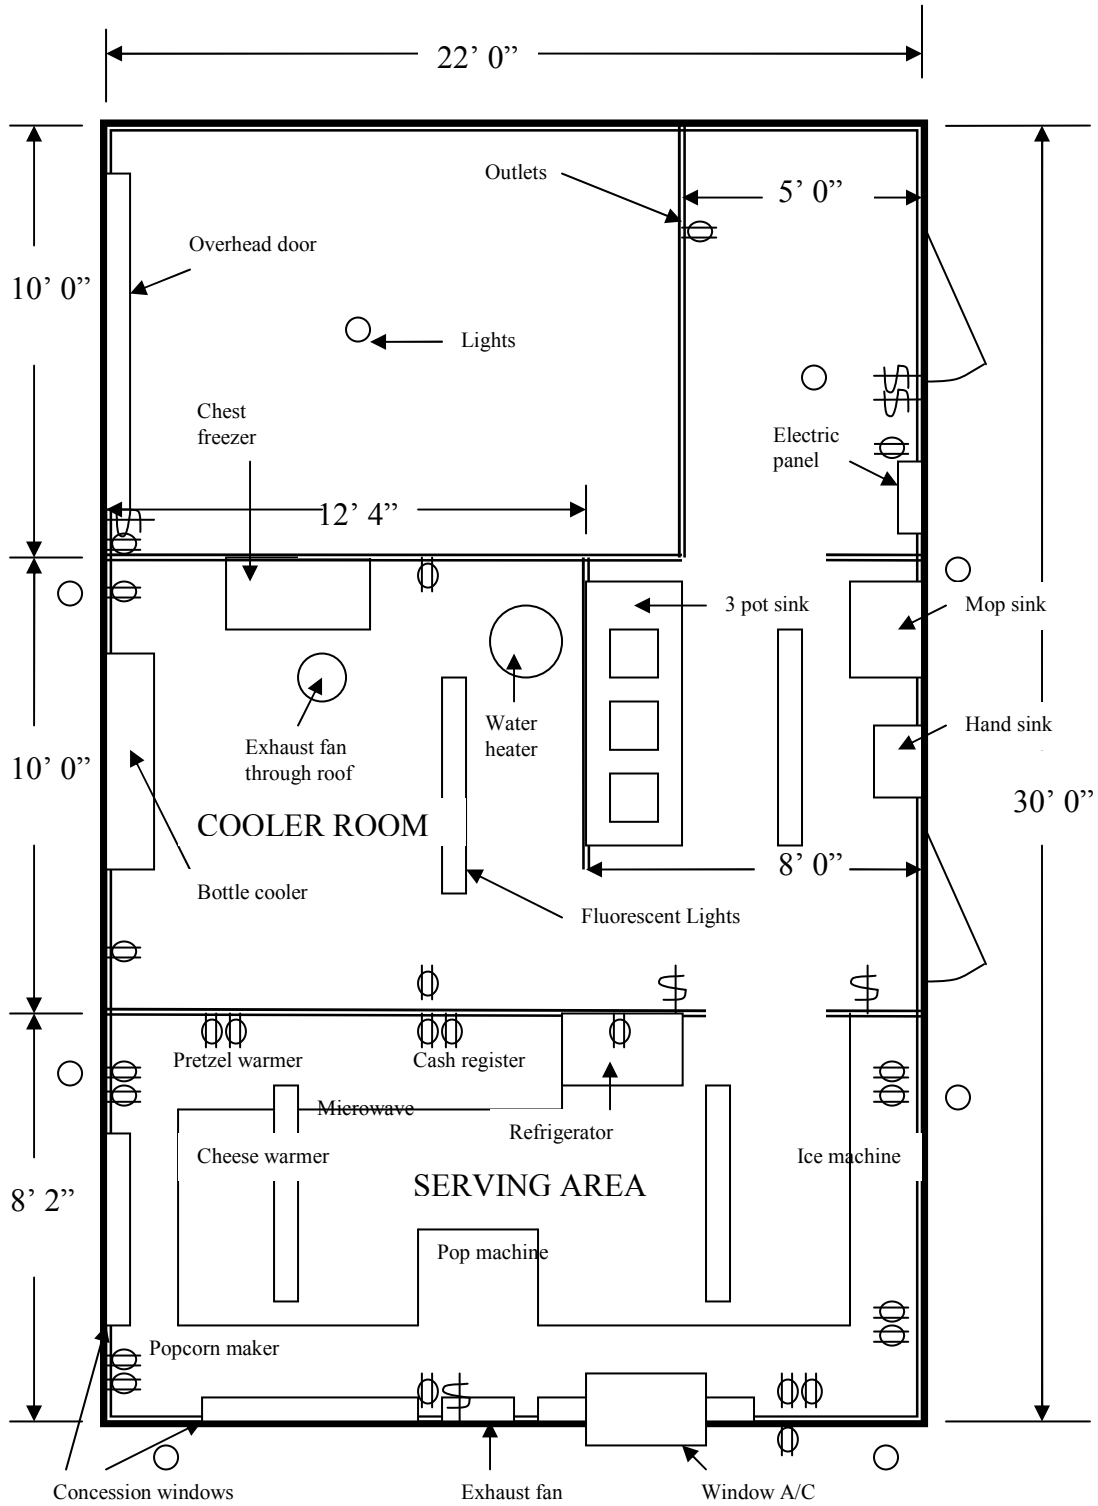 22’ 0”
Outlets
5’ 0”
Overhead door
10’ 0”
Lights
Chest
freezer
Electric
panel
12’ 4”
3 pot sink
Mop sink
Water
heater
Hand sink
Exhaust fan
through roof
10’ 0”
30’ 0”
COOLER ROOM
8’ 0”
Bottle cooler
Fluorescent Lights
Pretzel warmer
Cash register
Microwave
Refrigerator
Cheese warmer
Ice machine
SERVING AREA
8’ 2”
Pop machine
Popcorn maker
Concession windows
Exhaust fan
Window A/C